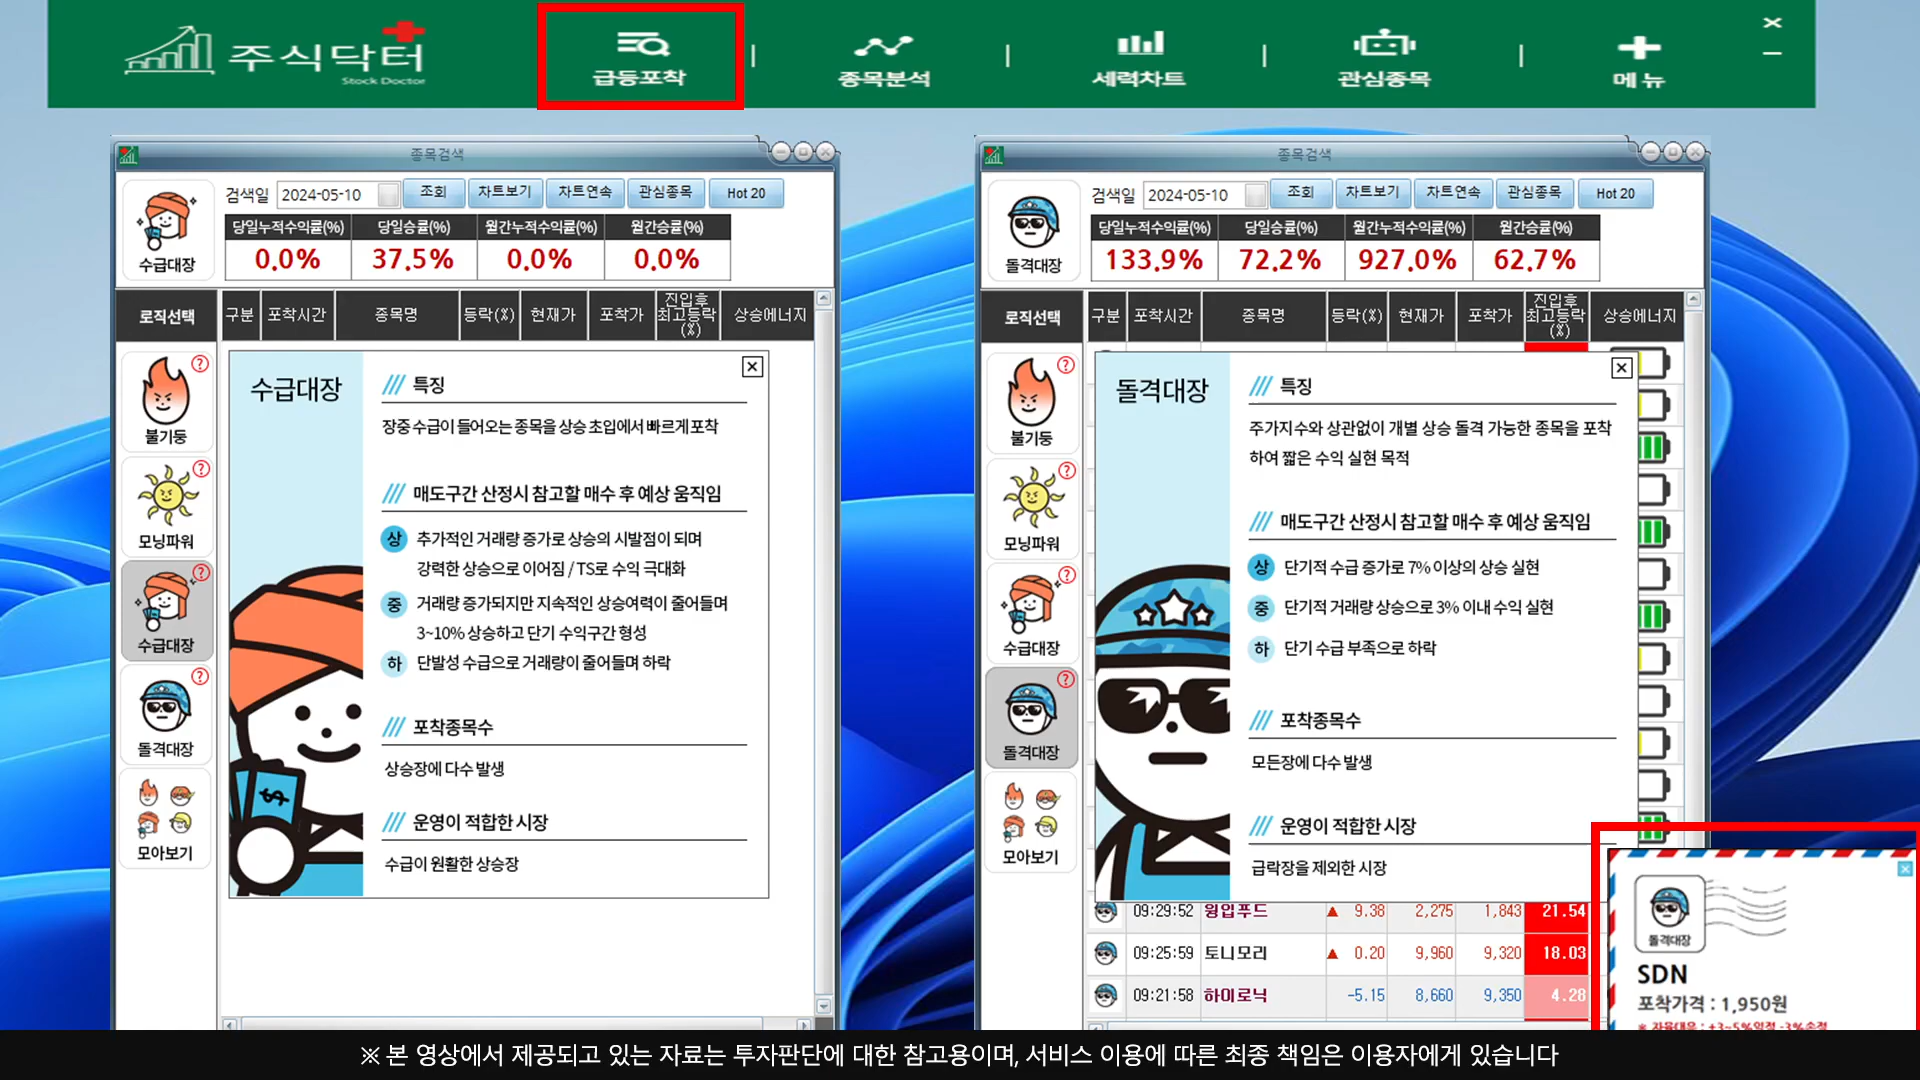 주식닥터
Stock Doctor
급등포착
종목분석
세력차트
관심종목
메뉴
종목검색
수급대장
검색일 2024-05-10 조회 차트보기 차트연속 관심종목 Hot 20
당일누적수익률(%) 당일승률(%) 월간누적수익률(%) 월간승률(%)
0.0% 37.5% 0.0% 0.0%
로직선택 구분 포착시간 종목명 등락(%) 현재가 포착가 진입후 최고등락 (%) 상승에너지
불기둥
모닝파워
수급대장
돌격대장
모아보기
수급대장
/// 특징
장중 수급이 들어오는 종목을 상승 초입에서 빠르게 포착
/// 매도구간 산정시 참고할 매수 후 예상 움직임
상 추가적인 거래량 증가로 상승의 시발점이 되며
강력한 상승으로 이어짐 / TS로 수익 극대화
중 거래량 증가되지만 지속적인 상승여력이 줄어들며
3~10% 상승하고 단기 수익구간 형성
하 단발성 수급으로 거래량이 줄어들며 하락
/// 포착종목수
상승장에 다수 발생
/// 운영이 적합한 시장
수급이 원활한 상승장
종목검색
돌격대장
검색일 2024-05-10 조회 차트보기 차트연속 관심종목 Hot 20
당일누적수익률(%) 당일승률(%) 월간누적수익률(%) 월간승률(%)
133.9% 72.2% 927.0% 62.7%
로직선택 구분 포착시간 종목명 등락(%) 현재가 포착가 진입후 최고등락 (%) 상승에너지
불기둥
모닝파워
수급대장
돌격대장
모아보기
돌격대장
/// 특징
주가지수와 상관없이 개별 상승 돌격 가능한 종목을 포착
하여 짧은 수익 실현 목적
/// 매도구간 산정시 참고할 매수 후 예상 움직임
상 단기적 수급 증가로 7% 이상의 상승 실현
중 단기적 거래량 상승으로 3% 이내 수익 실현
하 단기 수급 부족으로 하락
/// 포착종목수
모든장에 다수 발생
/// 운영이 적합한 시장
급락장을 제외한 시장
09:29:52 윙입푸드 ▲ 9.38 2,275 1,843 21.54
09:25:59 토니모리 ▲ 0.20 9,960 9,320 18.03
09:21:58 하이로닉 -5.15 8,660 9,350 4.28
돌격대장
SDN
포착가격 : 1,950원
※ 본 영상에서 제공되고 있는 자료는 투자판단에 대한 참고용이며, 서비스 이용에 따른 최종 책임은 이용자에게 있습니다